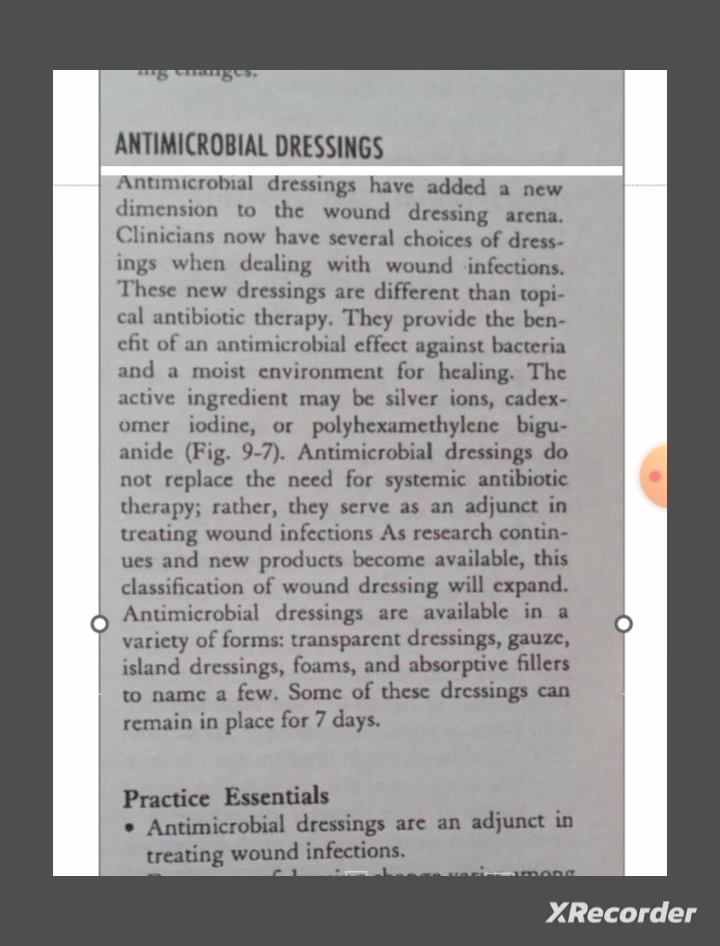 ing changes.
ANTIMICROBIAL DRESSINGS
Antimicrobial dressings have added a new
dimension to the wound dressing arena.
Clinicians now have several choices of dress-
ings when dealing with wound infections.
These new dressings are different than topi-
cal antibiotic therapy. They provide the ben-
efit of an antimicrobial effect against bacteria
and a moist environment for healing. The
active ingredient may be silver ions, cadex-
omer iodine, or polyhexamethylene bigu-
anide (Fig. 9-7). Antimicrobial dressings do
not replace the need for systemic antibiotic
therapy; rather, they serve as an adjunct in
treating wound infections As research contin-
ues and new products become available, this
classification of wound dressing will expand.
Antimicrobial dressings are available in a
variety of forms: transparent dressings, gauze,
island dressings, foams, and absorptive fillers
to name a few. Some of these dressings can
remain in place for 7 days.
Practice Essentials
• Antimicrobial dressings are an adjunct in
treating wound infections.
change among
XRecorder